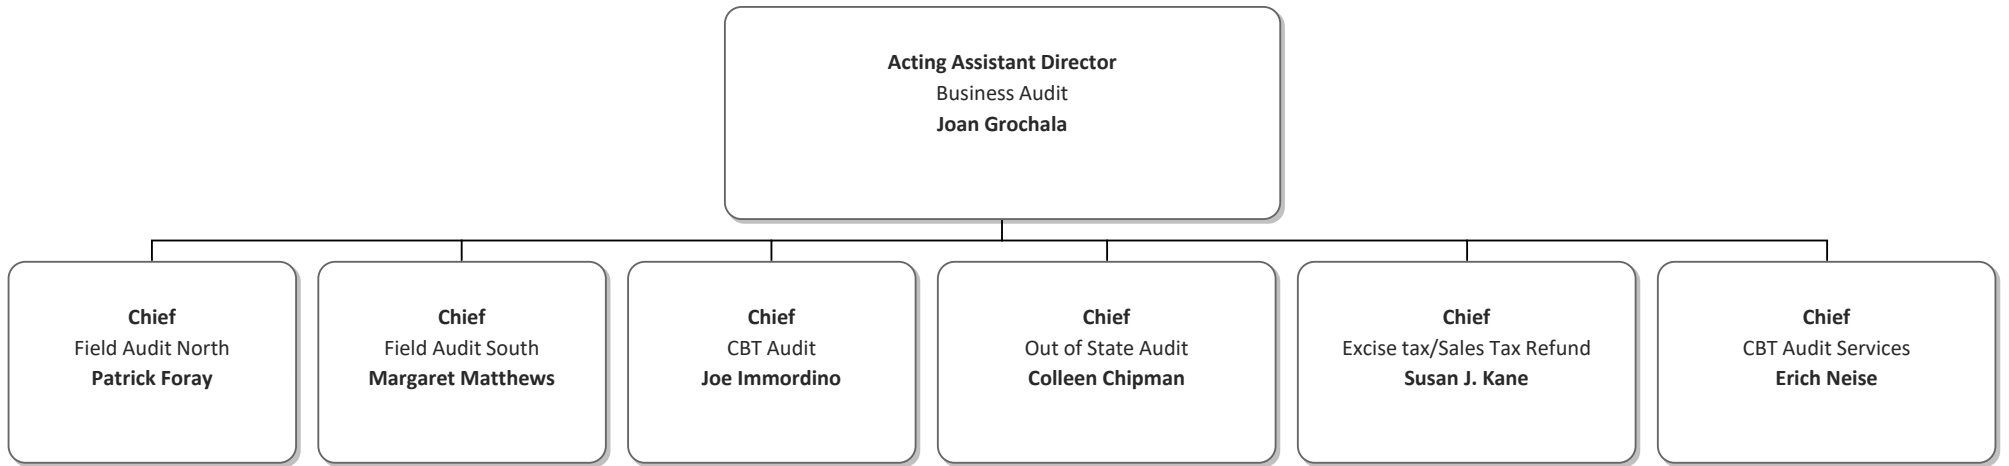 Acting Assistant Director
Business Audit
Joan Grochala
Chief
Field Audit North
Patrick Foray
Chief
Field Audit South
Margaret Matthews
Chief
CBT Audit
Joe Immordino
Chief
Out of State Audit
Colleen Chipman
Chief
Excise tax/Sales Tax Refund
Susan J. Kane
Chief
CBT Audit Services
Erich Neise